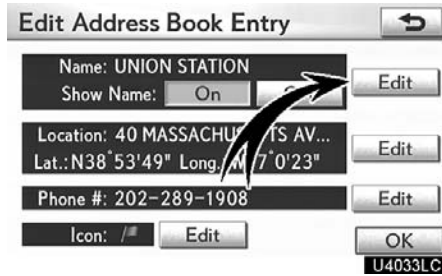 Edit Address Book Entry
Name: UNION STATION Edit
Show Name: On
Location: 40 MASSACHU TS AV... Edit
Lat.:N38°53'49" Long. 7°0'23"
Phone #: 202-289-1908 Edit
Icon: Edit
OK
U4033LC